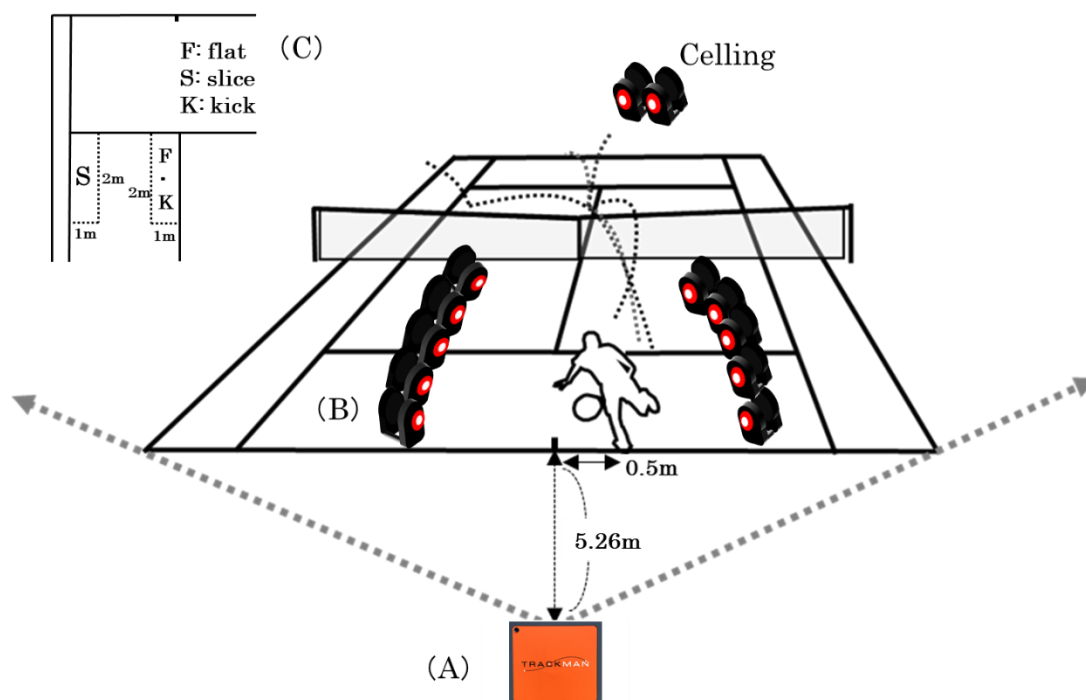 (C)
F: flat
S: slice
K: kick
F
・
K
S
2m
2m
1m
1m
Celling
(B)
0.5m
5.26m
(A)
TRACKMAN